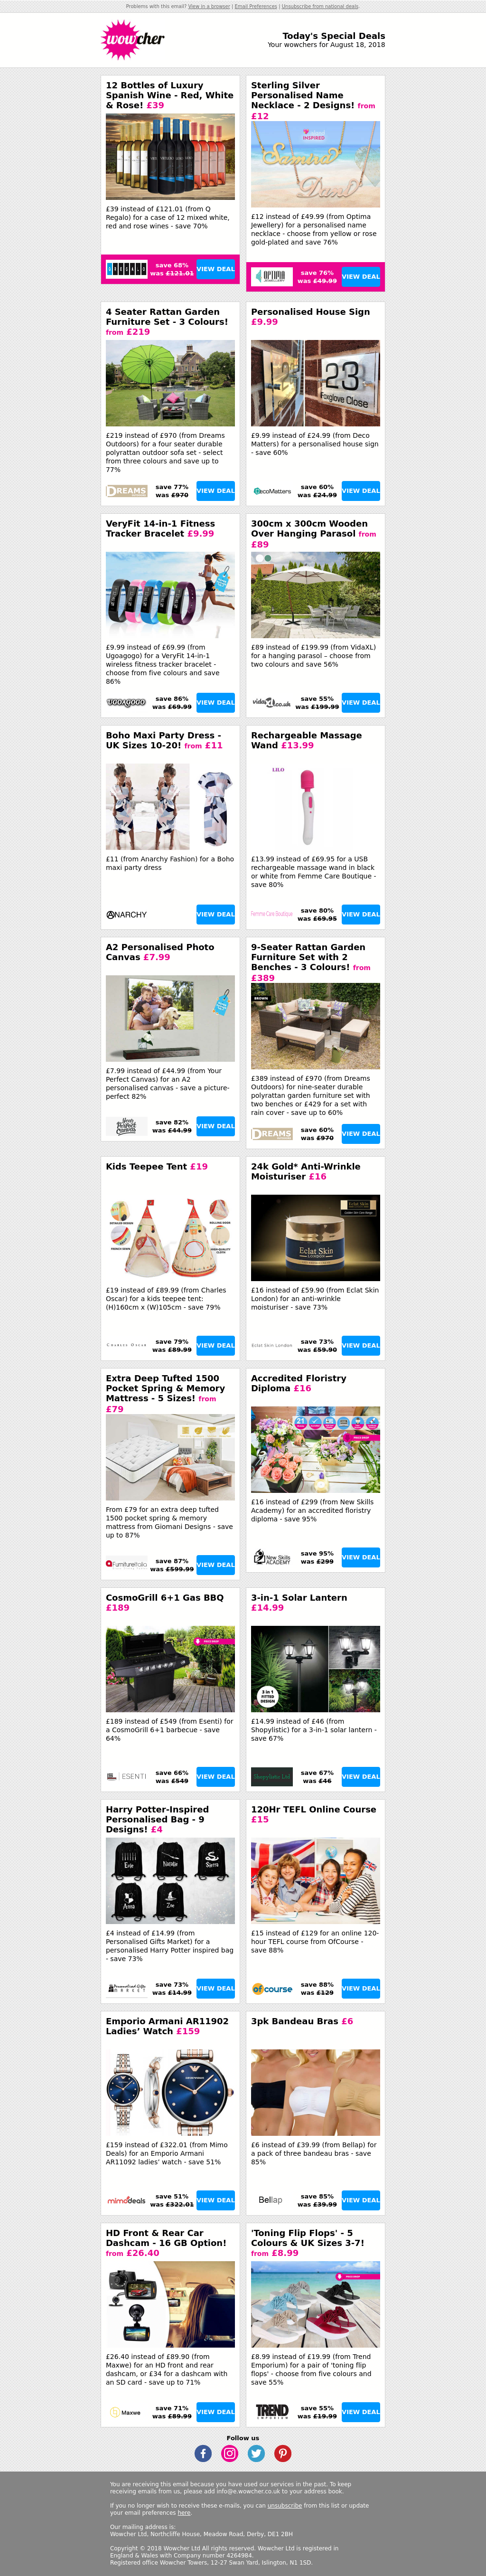 Problems with this email? View in a browser | Email Preferences | Unsubscribe from national deals.
wowcher
Today's Special Deals
Your wowchers for August 18, 2018
12 Bottles of Luxury
Spanish Wine - Red, White
& Rose! £39
£39 instead of £121.01 (from Q
Regalo) for a case of 12 mixed white,
red and rose wines - save 70%
save 68%
was £121.01
VIEW DEAL
Sterling Silver
Personalised Name
Necklace - 2 Designs! from
£12
INSPIRED
Samira
Dani
£12 instead of £49.99 (from Optima
Jewellery) for a personalised name
necklace - choose from yellow or rose
gold-plated and save 76%
OPTIMA
save 76%
was £49.99
VIEW DEAL
4 Seater Rattan Garden
Furniture Set - 3 Colours!
from £219
£219 instead of £970 (from Dreams
Outdoors) for a four seater durable
polyrattan outdoor sofa set - select
from three colours and save up to
77%
DREAMS
save 77%
was £970
VIEW DEAL
Personalised House Sign
£9.99
23
Foxglove Close
£9.99 instead of £24.99 (from Deco
Matters) for a personalised house sign
- save 60%
DecoMatters
save 60%
was £24.99
VIEW DEAL
VeryFit 14-in-1 Fitness
Tracker Bracelet £9.99
£9.99 instead of £69.99 (from
Ugoagogo) for a VeryFit 14-in-1
wireless fitness tracker bracelet -
choose from five colours and save
86%
UGOAGOGO
save 86%
was £69.99
VIEW DEAL
300cm x 300cm Wooden
Over Hanging Parasol from
£89
£89 instead of £199.99 (from VidaXL)
for a hanging parasol – choose from
two colours and save 56%
vidaXL.co.uk
save 55%
was £199.99
VIEW DEAL
Boho Maxi Party Dress -
UK Sizes 10-20! from £11
£11 (from Anarchy Fashion) for a Boho
maxi party dress
ANARCHY
VIEW DEAL
Rechargeable Massage
Wand £13.99
LILO
£13.99 instead of £69.95 for a USB
rechargeable massage wand in black
or white from Femme Care Boutique -
save 80%
Femme Care Boutique
save 80%
was £69.95
VIEW DEAL
A2 Personalised Photo
Canvas £7.99
£7.99 instead of £44.99 (from Your
Perfect Canvas) for an A2
personalised canvas - save a picture-
perfect 82%
Your Perfect Canvas
save 82%
was £44.99
VIEW DEAL
9-Seater Rattan Garden
Furniture Set with 2
Benches - 3 Colours! from
£389
BROWN
£389 instead of £970 (from Dreams
Outdoors) for nine-seater durable
polyrattan garden furniture set with
two benches or £429 for a set with
rain cover - save up to 60%
DREAMS
save 60%
was £970
VIEW DEAL
Kids Teepee Tent £19
£19 instead of £89.99 (from Charles
Oscar) for a kids teepee tent:
(H)160cm x (W)105cm - save 79%
Charles Oscar
save 79%
was £89.99
VIEW DEAL
24k Gold* Anti-Wrinkle
Moisturiser £16
Eclat Skin
£16 instead of £59.90 (from Eclat Skin
London) for an anti-wrinkle
moisturiser - save 73%
Eclat Skin London
save 73%
was £59.90
VIEW DEAL
Extra Deep Tufted 1500
Pocket Spring & Memory
Mattress - 5 Sizes! from
£79
From £79 for an extra deep tufted
1500 pocket spring & memory
mattress from Giomani Designs - save
up to 87%
FurnitureItalia
save 87%
was £599.99
VIEW DEAL
Accredited Floristry
Diploma £16
£16 instead of £299 (from New Skills
Academy) for an accredited floristry
diploma - save 95%
New Skills
ACADEMY
save 95%
was £299
VIEW DEAL
CosmoGrill 6+1 Gas BBQ
£189
£189 instead of £549 (from Esenti) for
a CosmoGrill 6+1 barbecue - save
64%
ESENTI
save 66%
was £549
VIEW DEAL
3-in-1 Solar Lantern
£14.99
3 in 1
FITTED
DESIGN
£14.99 instead of £46 (from
Shopylistic) for a 3-in-1 solar lantern -
save 67%
Shopylistic Ltd
save 67%
was £46
VIEW DEAL
Harry Potter-Inspired
Personalised Bag - 9
Designs! £4
Evie
Natalie
Sierra
Anna
Zoe
£4 instead of £14.99 (from
Personalised Gifts Market) for a
personalised Harry Potter inspired bag
- save 73%
Personalised Gifts
MARKET
save 73%
was £14.99
VIEW DEAL
120Hr TEFL Online Course
£15
£15 instead of £129 for an online 120-
hour TEFL course from OfCourse -
save 88%
ofcourse
save 88%
was £129
VIEW DEAL
Emporio Armani AR11902
Ladies’ Watch £159
£159 instead of £322.01 (from Mimo
Deals) for an Emporio Armani
AR11092 ladies’ watch - save 51%
mimodeals
save 51%
was £322.01
VIEW DEAL
3pk Bandeau Bras £6
£6 instead of £39.99 (from Bellap) for
a pack of three bandeau bras - save
85%
Bellap
save 85%
was £39.99
VIEW DEAL
HD Front & Rear Car
Dashcam - 16 GB Option!
from £26.40
£26.40 instead of £89.90 (from
Maxwe) for an HD front and rear
dashcam, or £34 for a dashcam with
an SD card - save up to 71%
Maxwe
save 71%
was £89.99
VIEW DEAL
'Toning Flip Flops' - 5
Colours & UK Sizes 3-7!
from £8.99
£8.99 instead of £19.99 (from Trend
Emporium) for a pair of 'toning flip
flops' - choose from five colours and
save 55%
TREND
EMPORIUM
save 55%
was £19.99
VIEW DEAL
Follow us
You are receiving this email because you have used our services in the past. To keep
receiving emails from us, please add info@e.wowcher.co.uk to your address book.
If you no longer wish to receive these e-mails, you can unsubscribe from this list or update
your email preferences here.
Our mailing address is:
Wowcher Ltd, Northcliffe House, Meadow Road, Derby, DE1 2BH
Copyright © 2018 Wowcher Ltd All rights reserved. Wowcher Ltd is registered in
England & Wales with Company number 4264984.
Registered office Wowcher Towers, 12-27 Swan Yard, Islington, N1 1SD.